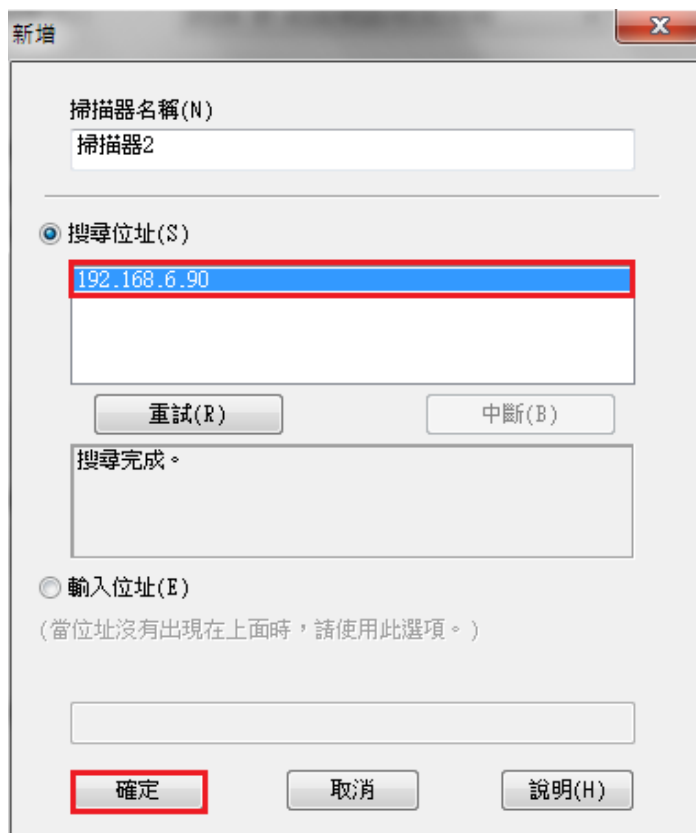 新增
掃描器名稱(N)
掃描器2
搜尋位址(S)
192.168.6.90
重試(R) 中斷(B)
搜尋完成。
輸入位址(E)
(當位址沒有出現在上面時，請使用此選項。)
確定 取消 說明(H)